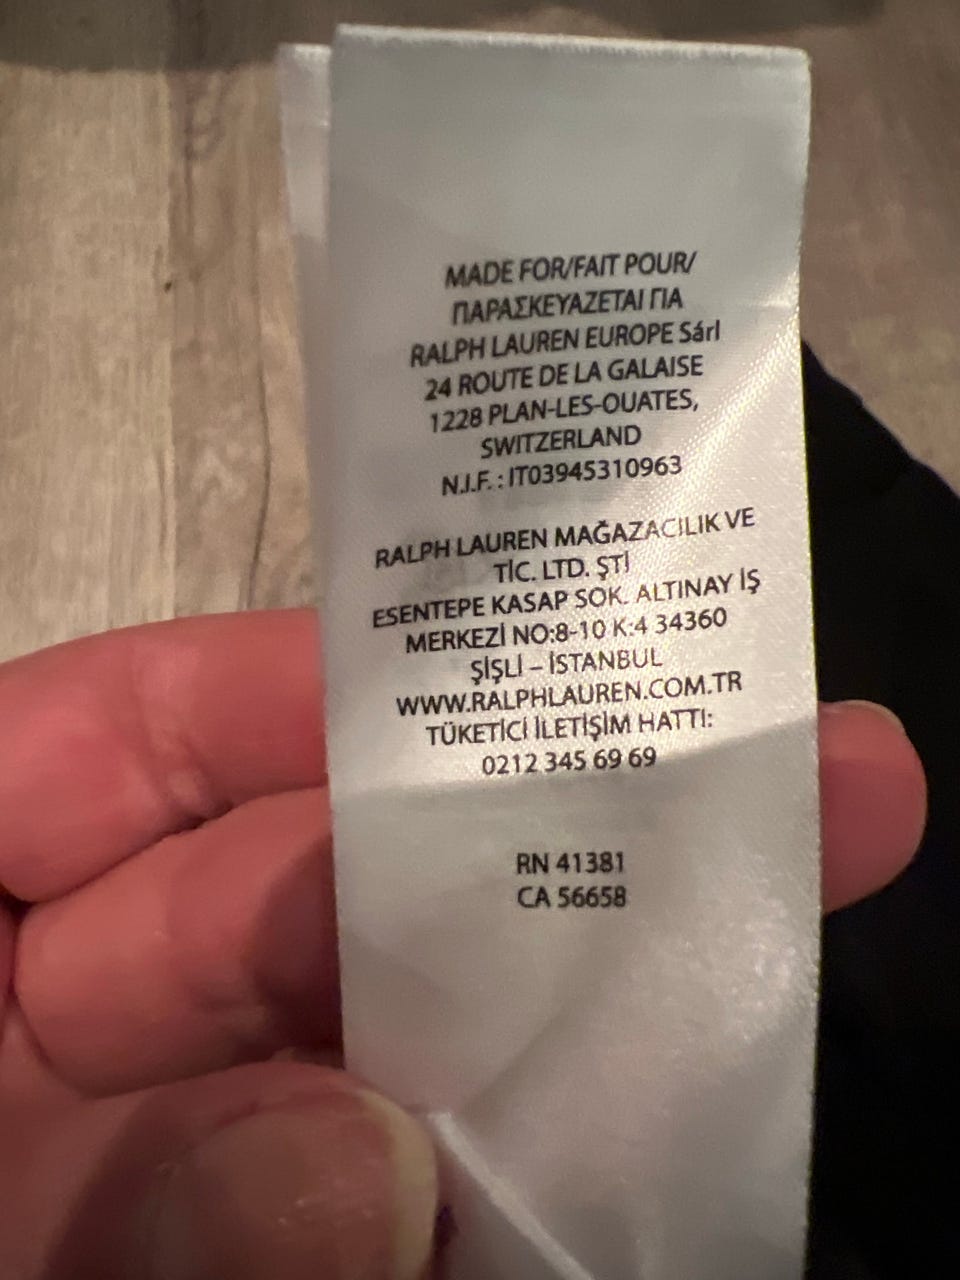 MADE FOR/FAIT POUR/
ΠΑΡΑΣΚΕΥΑΖΕΤΑΙ ΓΙΑ
RALPH LAUREN EUROPE Sárl
24 ROUTE DE LA GALAISE
1228 PLAN-LES-OUATES,
SWITZERLAND
N.I.F. : IT03945310963
RALPH LAUREN MAĞAZACILIK VE
TİC. LTD. ŞTİ
ESENTEPE KASAP SOK. ALTINAY İŞ
MERKEZİ NO:8-10 K:4 34360
ŞİŞLİ – İSTANBUL
WWW.RALPHLAUREN.COM.TR
TÜKETİCİ İLETİŞİM HATTI:
0212 345 69 69
RN 41381
CA 56658